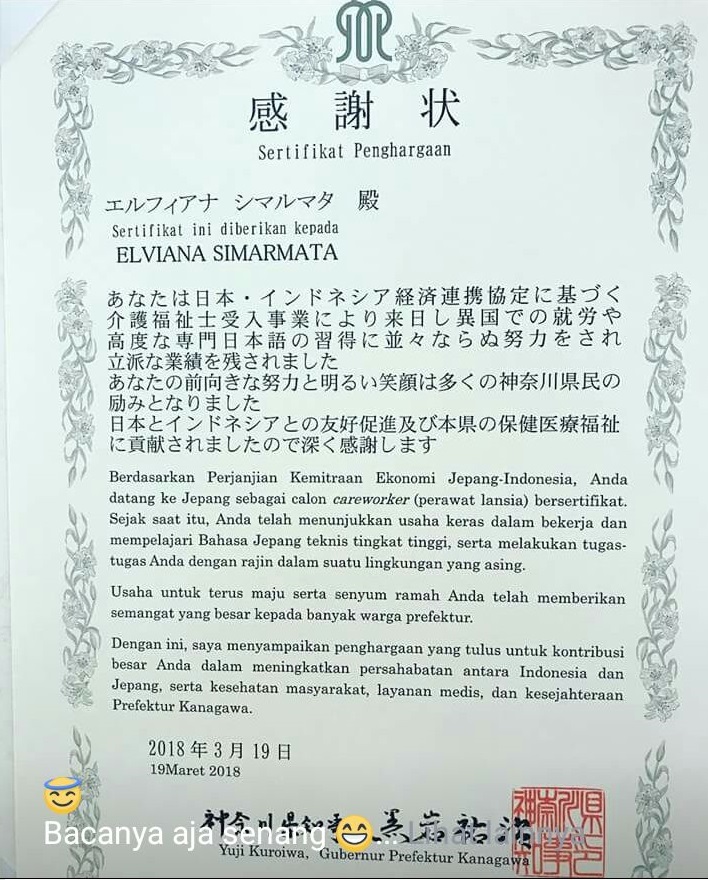 感謝状
Sertifikat Penghargaan
エルフィアナ シマルマタ 殿
Sertifikat ini diberikan kepada
ELVIANA SIMARMATA
あなたは日本・インドネシア経済連携協定に基づく
介護福祉士受入事業により来日し異国での就労や
高度な専門日本語の習得に並々ならぬ努力をされ
立派な業績を残されました
あなたの前向きな努力と明るい笑顔は多くの神奈川県民の
励みとなりました
日本とインドネシアとの友好促進及び本県の保健医療福祉
に貢献されましたので深く感謝します
Berdasarkan Perjanjian Kemitraan Ekonomi Jepang-Indonesia, Anda
datang ke Jepang sebagai calon careworker (perawat lansia) bersertifikat.
Sejak saat itu, Anda telah menunjukkan usaha keras dalam bekerja dan
mempelajari Bahasa Jepang teknis tingkat tinggi, serta melakukan tugas-
tugas Anda dengan rajin dalam suatu lingkungan yang asing.
Usaha untuk terus maju serta senyum ramah Anda telah memberikan
semangat yang besar kepada banyak warga prefektur.
Dengan ini, saya menyampaikan penghargaan yang tulus untuk kontribusi
besar Anda dalam meningkatkan persahabatan antara Indonesia dan
Jepang, serta kesehatan masyarakat, layanan medis, dan kesejahteraan
Prefektur Kanagawa.
2018年3月19日
19Maret 2018
神奈川県知事 黒岩祐治
😇
Bacanya aja senang 😄... Lihat lainnya
Yuji Kuroiwa, Gubernur Prefektur Kanagawa